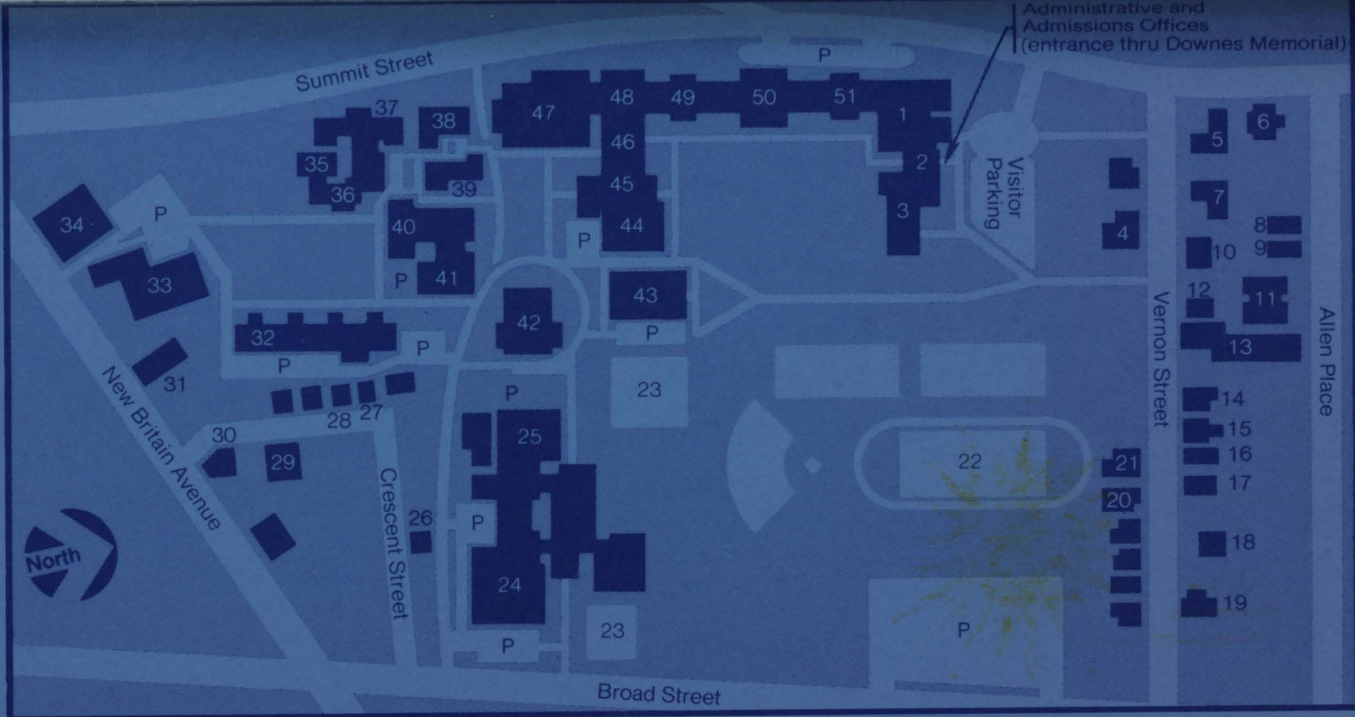 Administrative and
Admissions Offices
(entrance thru Downes Memorial)
P
Summit Street
47
48
49
50
51
1
37
38
46
2
Visitor
Parking
5
6
35
36
39
45
44
3
7
4
8
9
10
34
P
40
P
41
P
33
43
42
12
11
P
32
P
P
13
Vernon Street
Allen Place
31
23
P
28
27
14
New Britain Avenue
30
29
25
22
21
15
16
17
20
Crescent Street
26
P
North
24
18
19
23
P
P
Broad Street